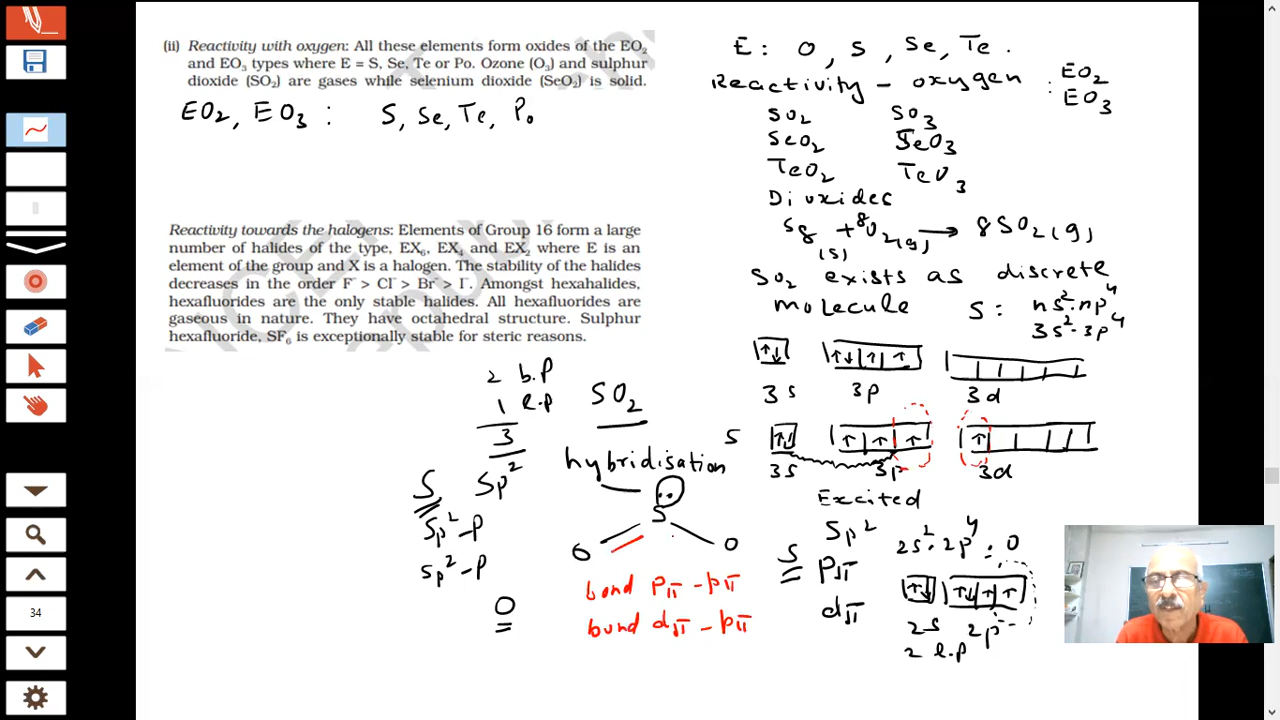 (ii) Reactivity with oxygen: All these elements form oxides of the EO2
and EO3 types where E = S, Se, Te or Po. Ozone (O3) and sulphur
dioxide (SO2) are gases while selenium dioxide (SeO2) is solid.
EO2, EO3 : S, Se, Te, Po
Reactivity towards the halogens: Elements of Group 16 form a large
number of halides of the type, EX6, EX4 and EX2 where E is an
element of the group and X is a halogen. The stability of the halides
decreases in the order F- > Cl- > Br- > I-. Amongst hexahalides,
hexafluorides are the only stable halides. All hexafluorides are
gaseous in nature. They have octahedral structure. Sulphur
hexafluoride, SF6 is exceptionally stable for steric reasons.
2 b.p
1 l.p
3
SO2
hybridisation
S sp2
sp2-p
sp2-p
O
S
O O
bond pπ - pπ
bond dπ - pπ
E : O, S, Se, Te.
Reactivity - oxygen : EO2
EO3
SO2 SO3
SeO2 SeO3
TeO2 TeO3
Dioxides
S8 (s) + 8O2(g) → 8SO2(g)
SO2 exists as discrete
molecule S: ns2.np4
3s2.3p4
3s 3p 3d
S
3s 3p 3d
Excited
sp2
S pπ
dπ
2s2.2p4 : O
2s 2p
2 l.p
34